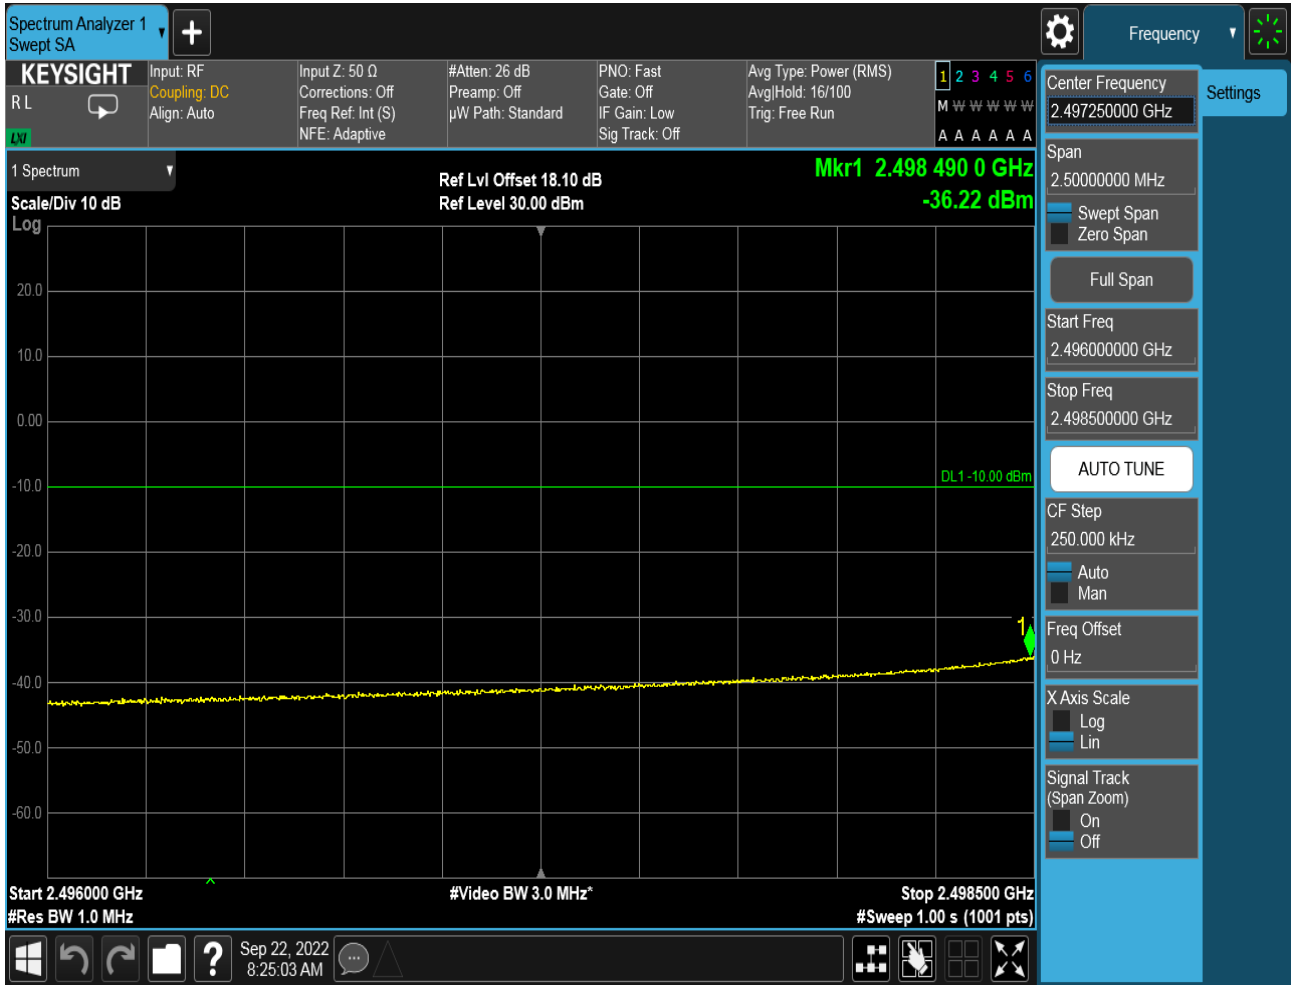 Spectrum Analyzer 1
Swept SA
Frequency
KEYSIGHT
R L
LXI
Input: RF
Coupling: DC
Align: Auto
Input Z: 50 Ω
Corrections: Off
Freq Ref: Int (S)
NFE: Adaptive
#Atten: 26 dB
Preamp: Off
µW Path: Standard
PNO: Fast
Gate: Off
IF Gain: Low
Sig Track: Off
Avg Type: Power (RMS)
Avg|Hold: 16/100
Trig: Free Run
1 2 3 4 5 6
M W W W W W
A A A A A A
1 Spectrum
Scale/Div 10 dB
Log
Ref Lvl Offset 18.10 dB
Ref Level 30.00 dBm
Mkr1 2.498 490 0 GHz
-36.22 dBm
20.0
10.0
0.00
-10.0
-20.0
-30.0
-40.0
-50.0
-60.0
DL1 -10.00 dBm
1
Start 2.496000 GHz
#Res BW 1.0 MHz
#Video BW 3.0 MHz*
Stop 2.498500 GHz
#Sweep 1.00 s (1001 pts)
Center Frequency
2.497250000 GHz
Settings
Span
2.50000000 MHz
Swept Span
Zero Span
Full Span
Start Freq
2.496000000 GHz
Stop Freq
2.498500000 GHz
AUTO TUNE
CF Step
250.000 kHz
Auto
Man
Freq Offset
0 Hz
X Axis Scale
Log
Lin
Signal Track
(Span Zoom)
On
Off
?
Sep 22, 2022
8:25:03 AM